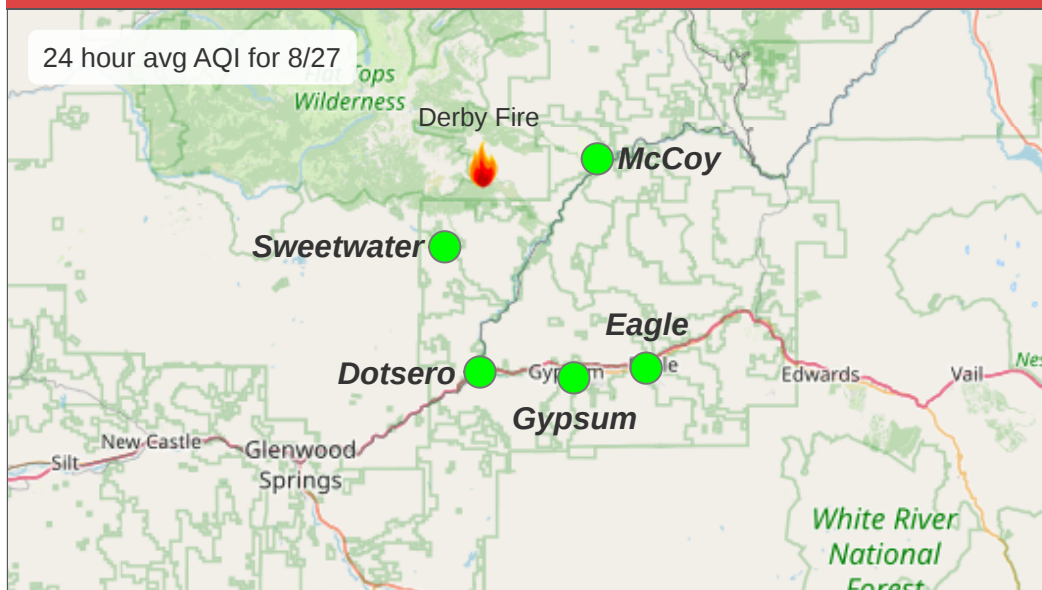 24 hour avg AQI for 8/27
Tops
Wilderness
Derby Fire
McCoy
Sweetwater
Eagle
Dotsero
Gypsum
Edwards
Vail
New Castle
Glenwood
Springs
Silt
White River
National
Forest